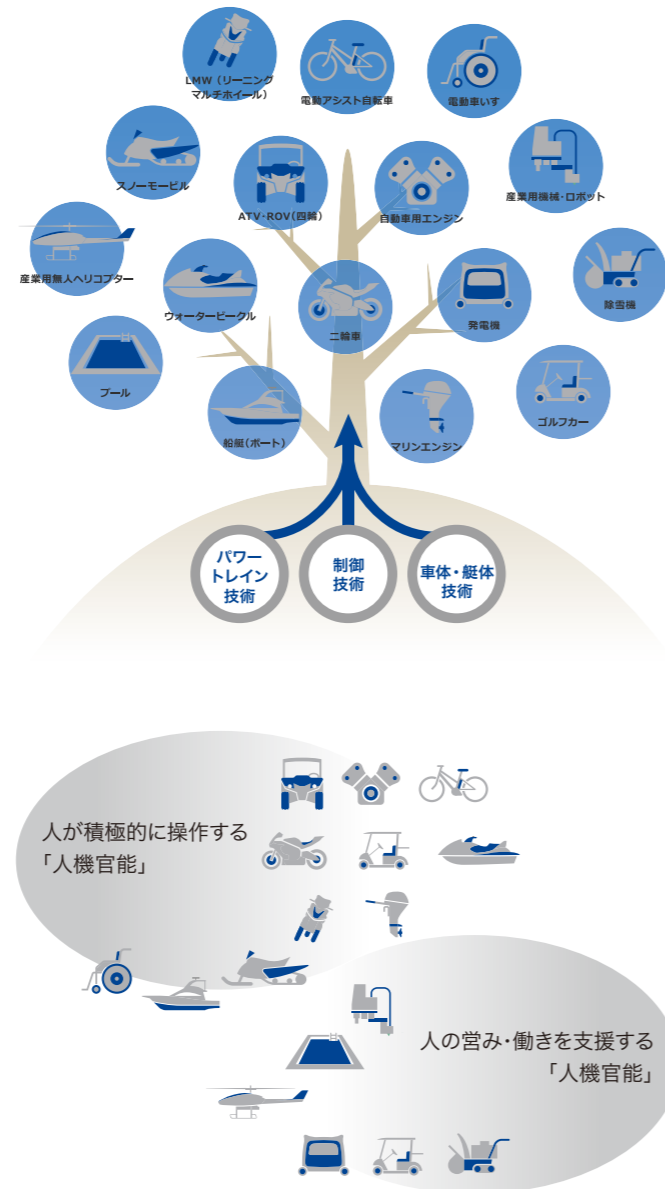 LMW（リーニング
マルチホイール）
電動アシスト自転車
電動車いす
スノーモービル
ATV・ROV（四輪）
自動車用エンジン
産業用機械・ロボット
産業用無人ヘリコプター
ウォータービークル
二輪車
発電機
除雪機
プール
船艇（ボート）
マリンエンジン
ゴルフカー
パワー
トレイン
技術
制御
技術
車体・艇体
技術
人が積極的に操作する
「人機官能」
人の営み・働きを支援する
「人機官能」